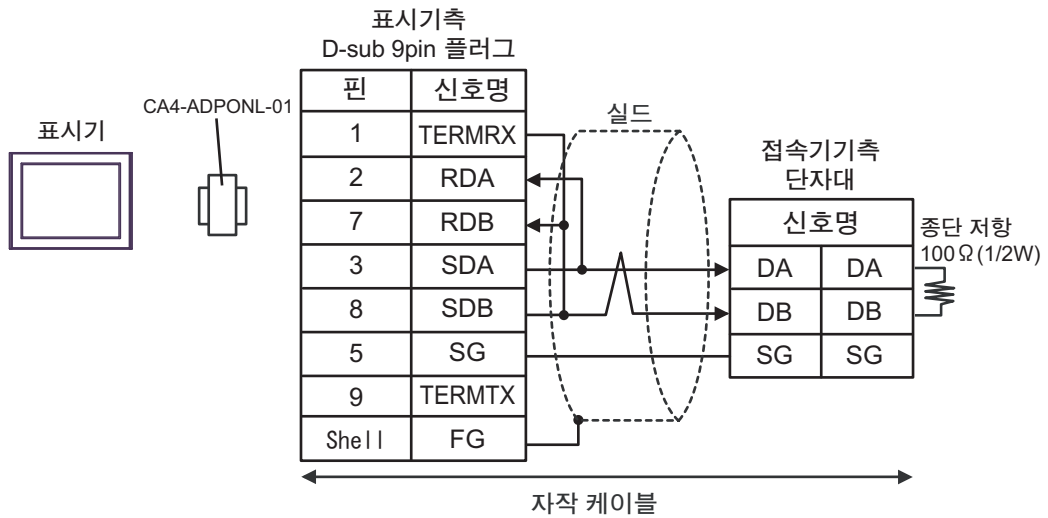 표시기측
D-sub 9pin 플러그
표시기
CA4-ADPONL-01
핀 신호명
1 TERMRX
2 RDA
7 RDB
3 SDA
8 SDB
5 SG
9 TERMTX
Shell FG
실드
접속기기측
단자대
신호명
DA DA
DB DB
SG SG
종단 저항
100Ω(1/2W)
자작 케이블